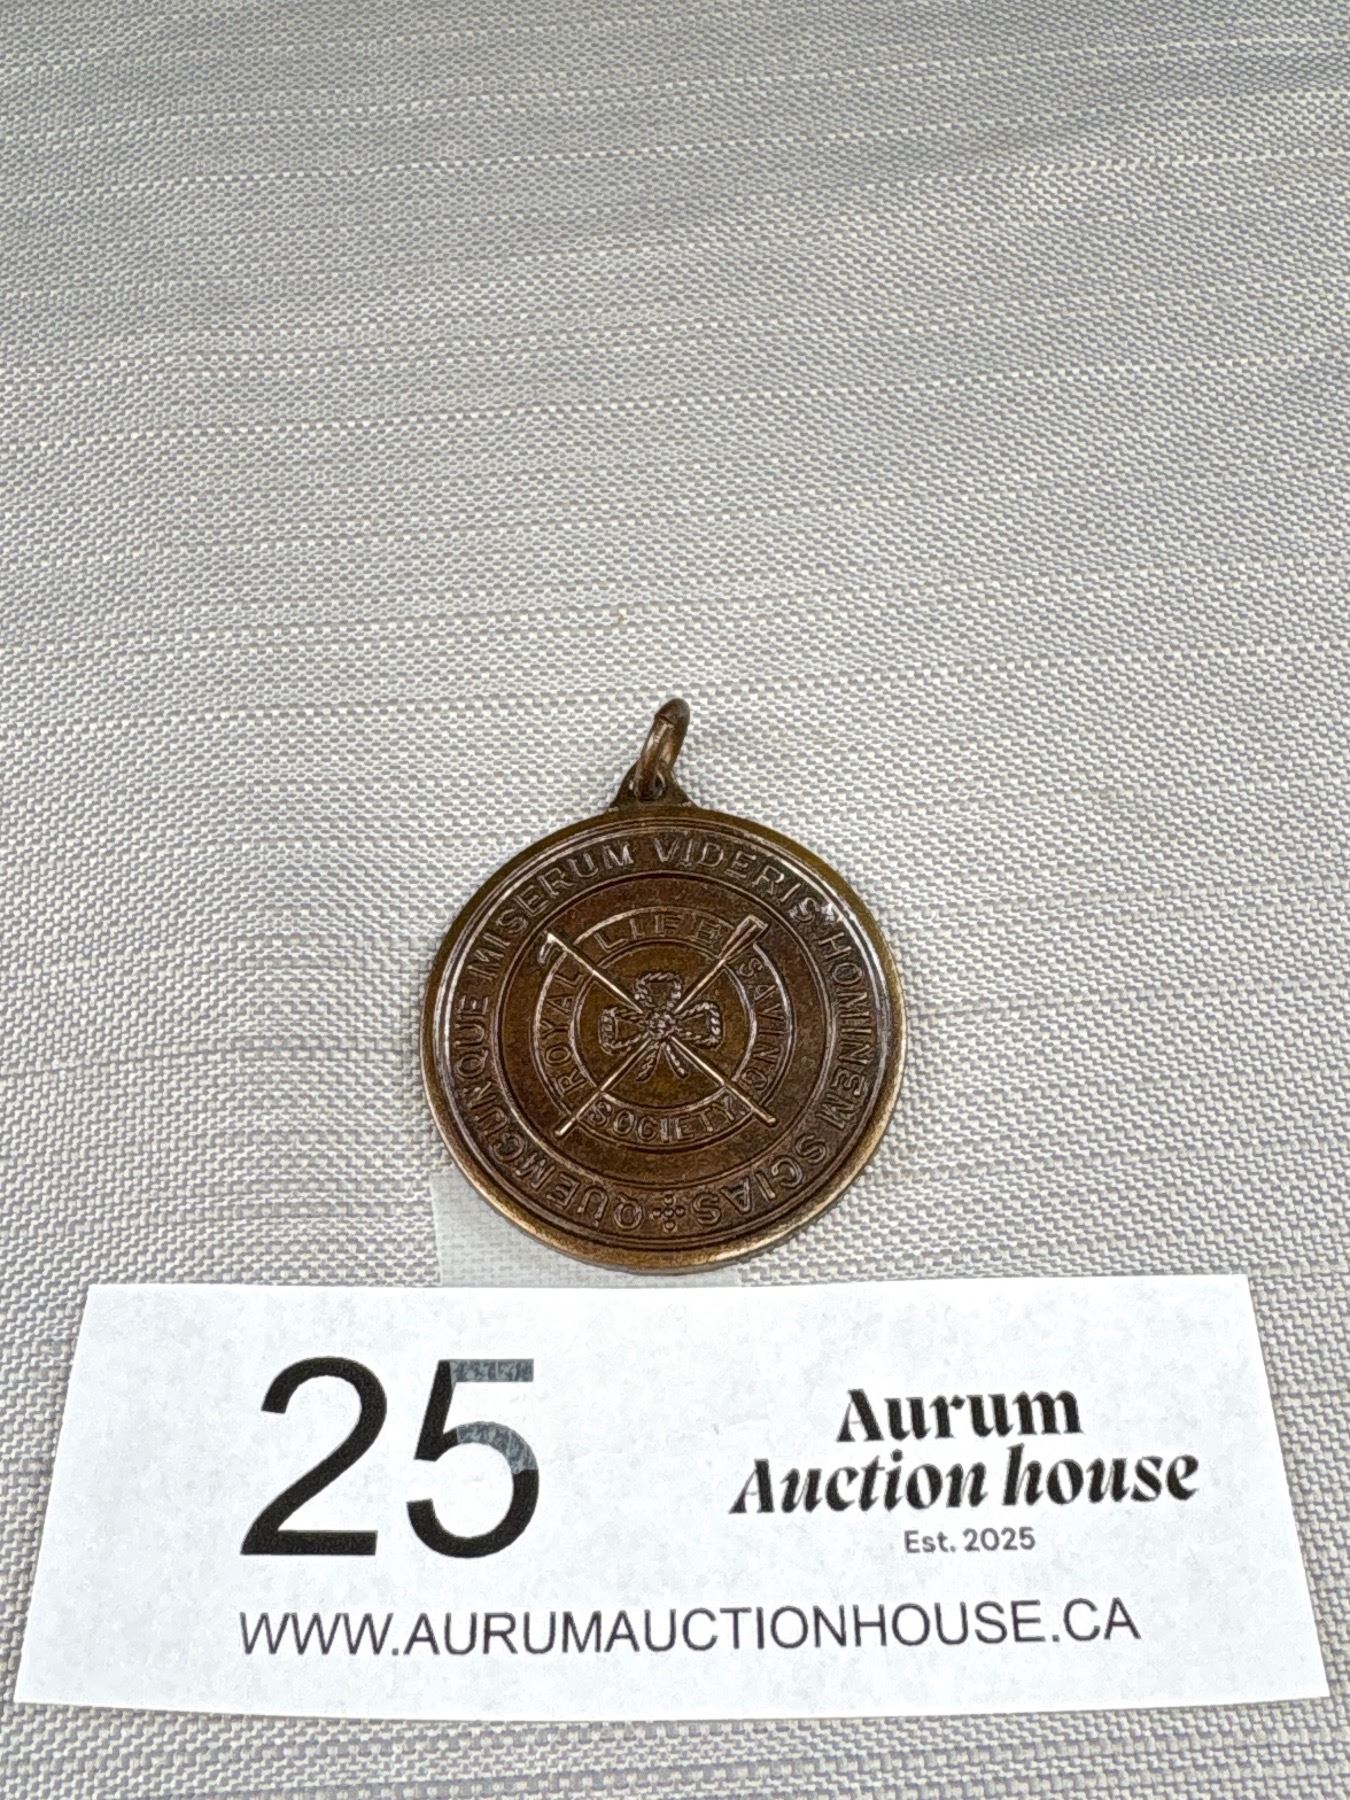 QUEMCUNQUE MISERUM VIDERIS HOMINEM SCIAS
ROYAL LIFE SAVING SOCIETY
25
Aurum
Auction house
Est. 2025
WWW.AURUMAUCTIONHOUSE.CA